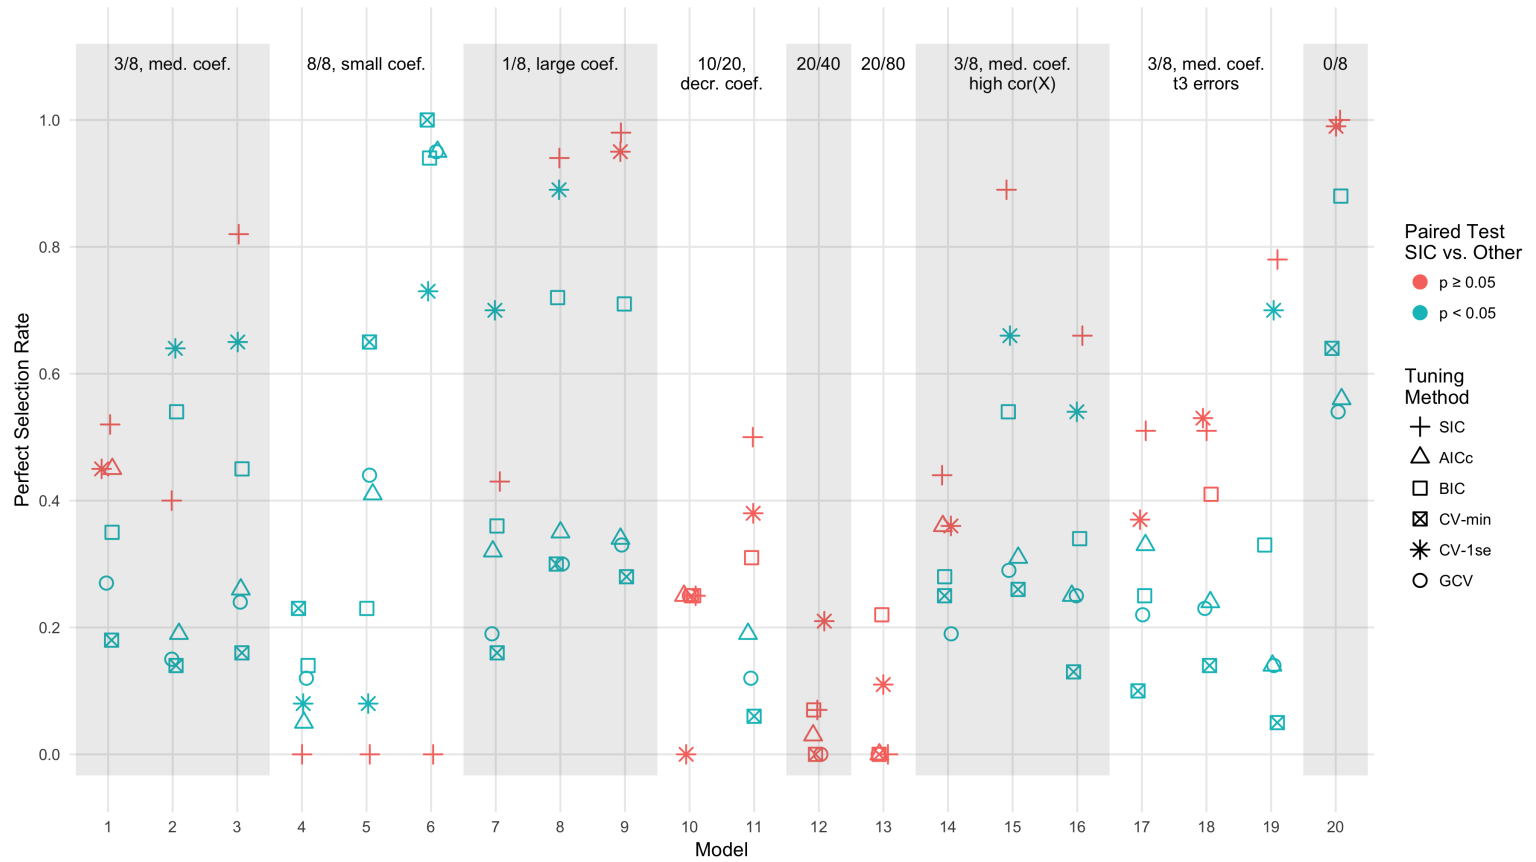 3/8, med. coef.
8/8, small coef.
1/8, large coef.
10/20,
decr. coef.
20/40
20/80
3/8, med. coef.
high cor(X)
3/8, med. coef.
t3 errors
0/8
1.0
0.8
0.6
0.4
0.2
0.0
Perfect Selection Rate
1 2 3 4 5 6 7 8 9 10 11 12 13 14 15 16 17 18 19 20
Model
Paired Test
SIC vs. Other
p ≥ 0.05
p < 0.05
Tuning
Method
SIC
AICc
BIC
CV-min
CV-1se
GCV